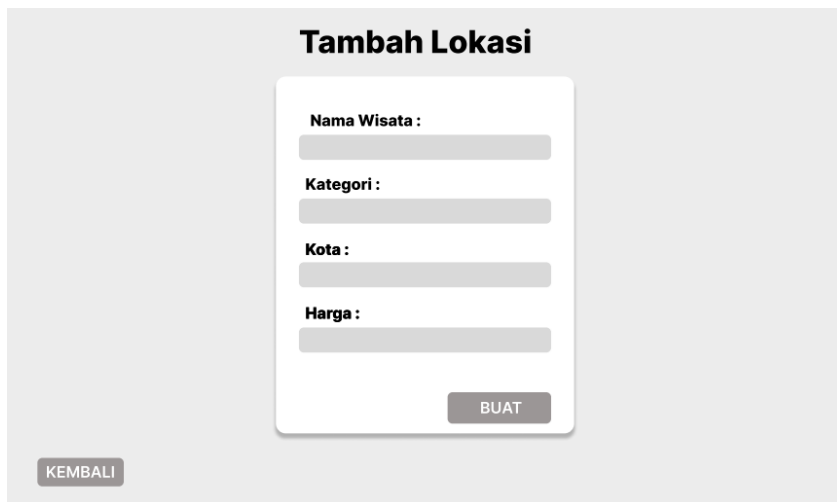 Tambah Lokasi
Nama Wisata :
Kategori :
Kota :
Harga :
BUAT
KEMBALI